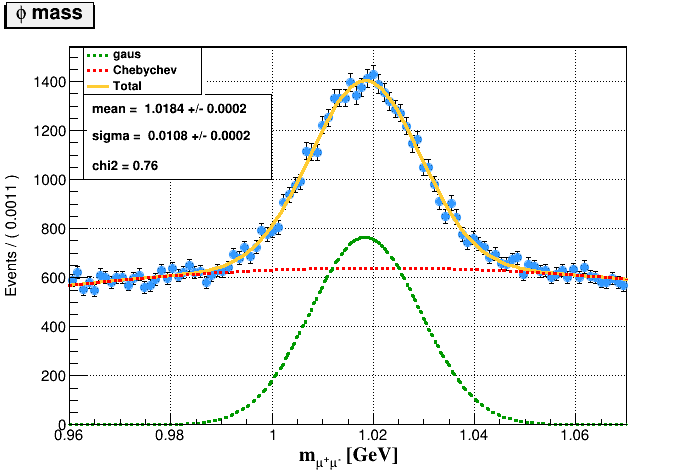 ϕ mass
gaus
Chebychev
Total
mean = 1.0184 +/- 0.0002
sigma = 0.0108 +/- 0.0002
chi2 = 0.76
Events / ( 0.0011 )
1400
1200
1000
800
600
400
200
0
0.96 0.98 1 1.02 1.04 1.06
m_μ⁺μ⁻ [GeV]